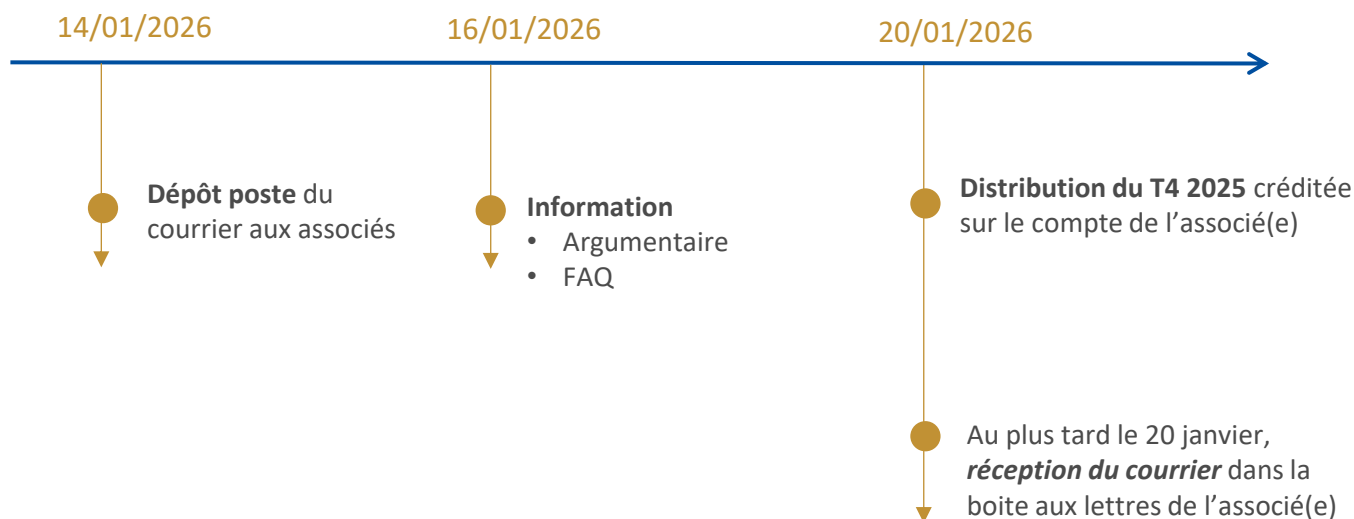 14/01/2026
16/01/2026
20/01/2026
Dépôt poste du
courrier aux associés
Information
• Argumentaire
• FAQ
Distribution du T4 2025 créditée
sur le compte de l’associé(e)
Au plus tard le 20 janvier,
réception du courrier dans la
boite aux lettres de l’associé(e)